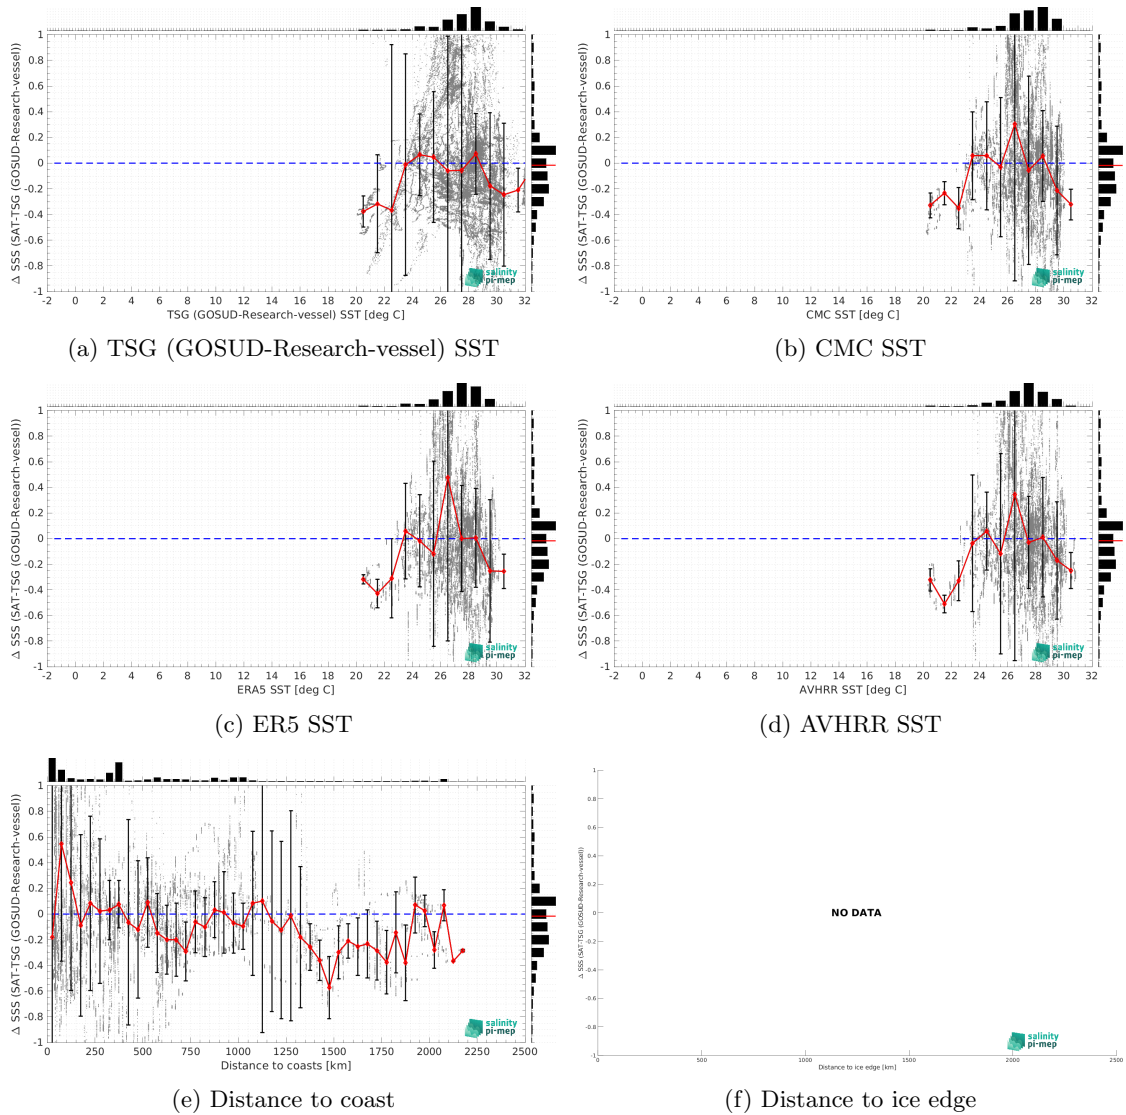 1
0.8
0.6
0.4
0.2
0
-0.2
-0.4
-0.6
-0.8
-1
Δ SSS (SAT-TSG (GOSUD-Research-vessel))
-2 0 2 4 6 8 10 12 14 16 18 20 22 24 26 28 30 32
TSG (GOSUD-Research-vessel) SST [deg C]
salinity
pi-mep
(a) TSG (GOSUD-Research-vessel) SST
1
0.8
0.6
0.4
0.2
0
-0.2
-0.4
-0.6
-0.8
-1
Δ SSS (SAT-TSG (GOSUD-Research-vessel))
-2 0 2 4 6 8 10 12 14 16 18 20 22 24 26 28 30 32
CMC SST [deg C]
salinity
pi-mep
(b) CMC SST
1
0.8
0.6
0.4
0.2
0
-0.2
-0.4
-0.6
-0.8
-1
Δ SSS (SAT-TSG (GOSUD-Research-vessel))
-2 0 2 4 6 8 10 12 14 16 18 20 22 24 26 28 30 32
ERA5 SST [deg C]
salinity
pi-mep
(c) ER5 SST
1
0.8
0.6
0.4
0.2
0
-0.2
-0.4
-0.6
-0.8
-1
Δ SSS (SAT-TSG (GOSUD-Research-vessel))
-2 0 2 4 6 8 10 12 14 16 18 20 22 24 26 28 30 32
AVHRR SST [deg C]
salinity
pi-mep
(d) AVHRR SST
1
0.8
0.6
0.4
0.2
0
-0.2
-0.4
-0.6
-0.8
-1
Δ SSS (SAT-TSG (GOSUD-Research-vessel))
0 250 500 750 1000 1250 1500 1750 2000 2250 2500
Distance to coasts [km]
salinity
pi-mep
(e) Distance to coast
1
0.8
0.6
0.4
0.2
0
-0.2
-0.4
-0.6
-0.8
-1
Δ SSS (SAT-TSG (GOSUD-Research-vessel))
NO DATA
0 500 1000 1500 2000 2500
Distance to ice edge [km]
salinity
pi-mep
(f) Distance to ice edge